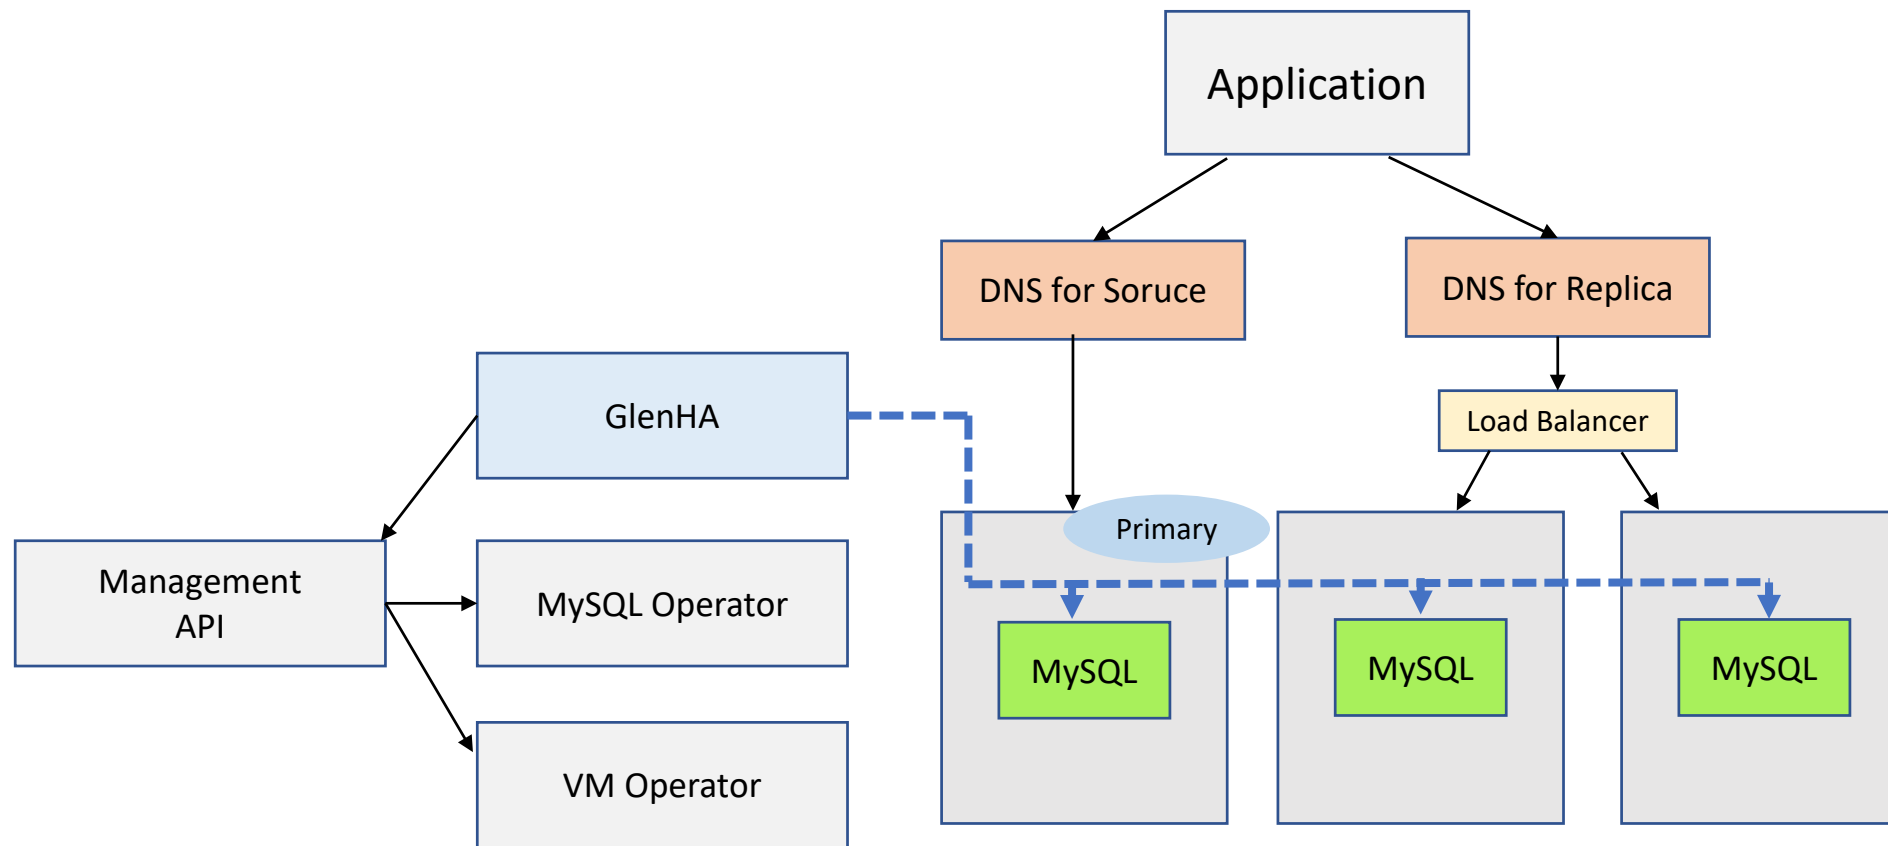 Application
DNS for Soruce
DNS for Replica
GlenHA
Load Balancer
Primary
Management
API
MySQL Operator
MySQL
MySQL
MySQL
VM Operator